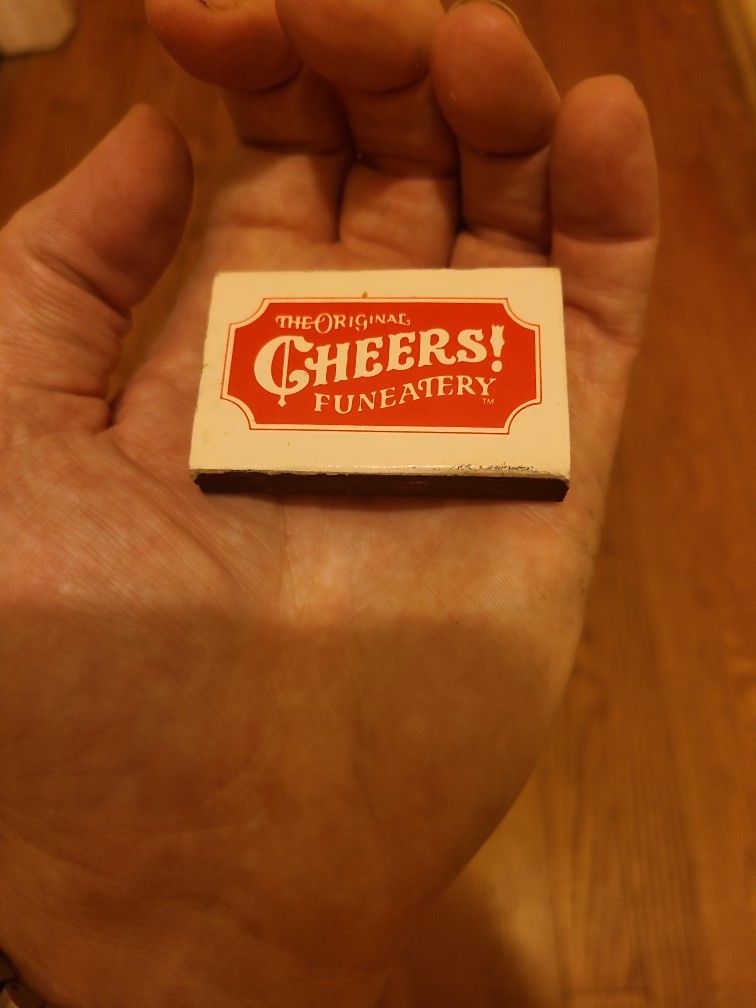 THE ORIGINAL
CHEERS!
FUNEATERY
TM